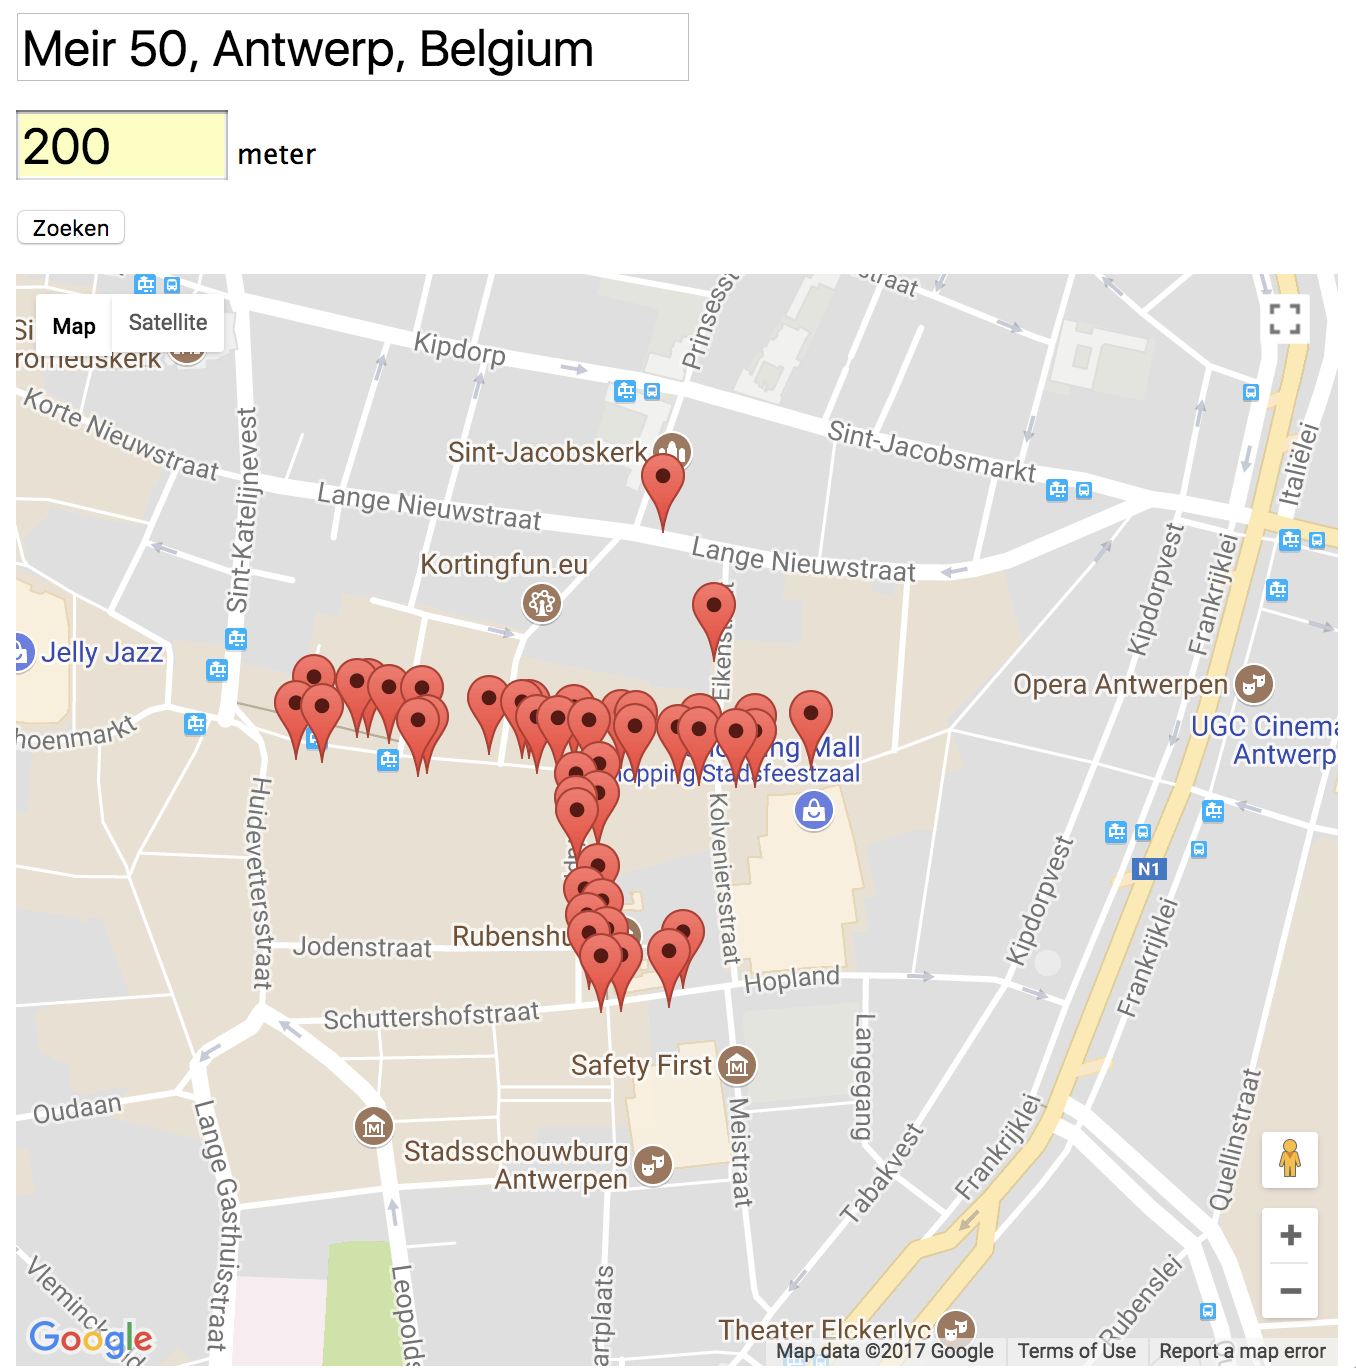 Meir 50, Antwerp, Belgium
200 meter
Zoeken
Map Satellite
straat
Prinsesst
Kipdorp
romeuskerk
Korte Nieuwstraat
Sint-Katelijnevest
Sint-Jacobskerk
Sint-Jacobsmarkt
Italiëlei
Lange Nieuwstraat
Lange Nieuwstraat
Kortingfun.eu
Kipdorpvest
Frankrijklei
Jelly Jazz
Opera Antwerpen
UGC Cinema
Antwerp
hoenmarkt
Mall
hopping Stadsfeestzaal
Huidevettersstraat
Kolveniersstraat
N1
Kipdorpvest
Frankrijklei
Jodenstraat
Rubenshu
Hopland
Schuttershofstraat
Langegang
Safety First
Oudaan
Meistraat
Tabakvest
Frankrijklei
Quellinstraat
Lange Gasthuisstraat
Stadsschouwburg
Antwerpen
Leopolds
artplaats
Rubenslei
Theater Elckerlyc
Google
Map data ©2017 Google Terms of Use Report a map error